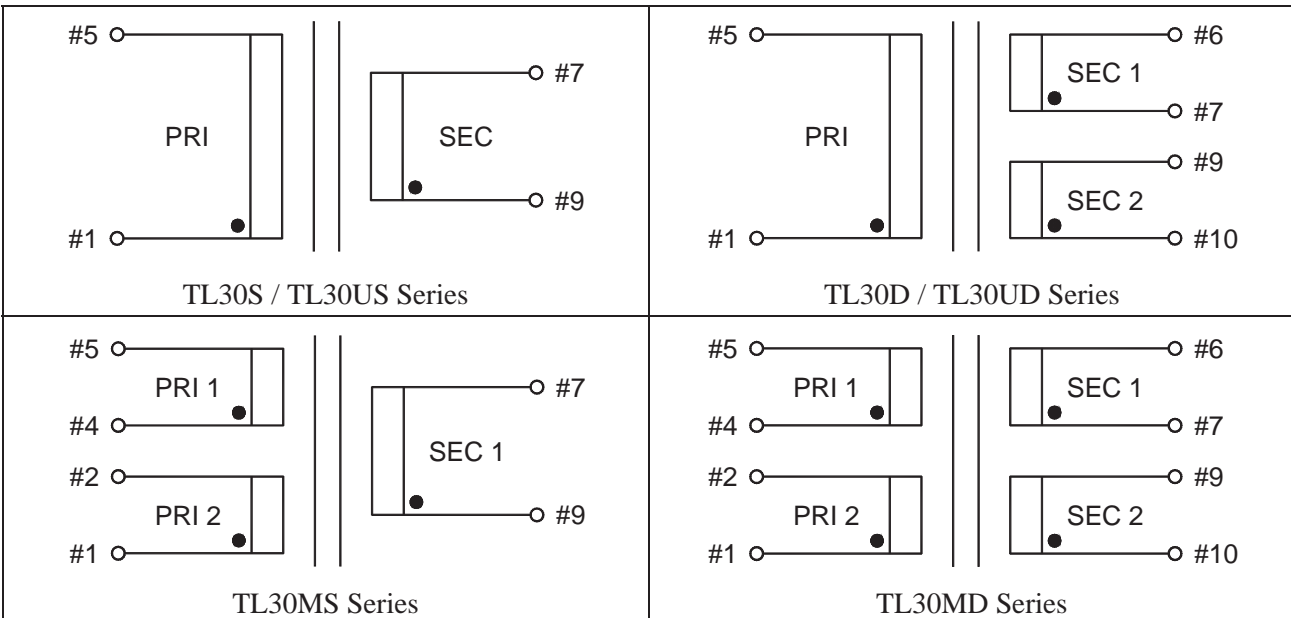 #5
#7
PRI
SEC
#9
#1
TL30S / TL30US Series
#5
#6
SEC 1
#7
PRI
#9
SEC 2
#1
#10
TL30D / TL30UD Series
#5
PRI 1
#7
#4
SEC 1
#2
PRI 2
#9
#1
TL30MS Series
#5
#6
PRI 1
SEC 1
#4
#7
#2
#9
PRI 2
SEC 2
#1
#10
TL30MD Series